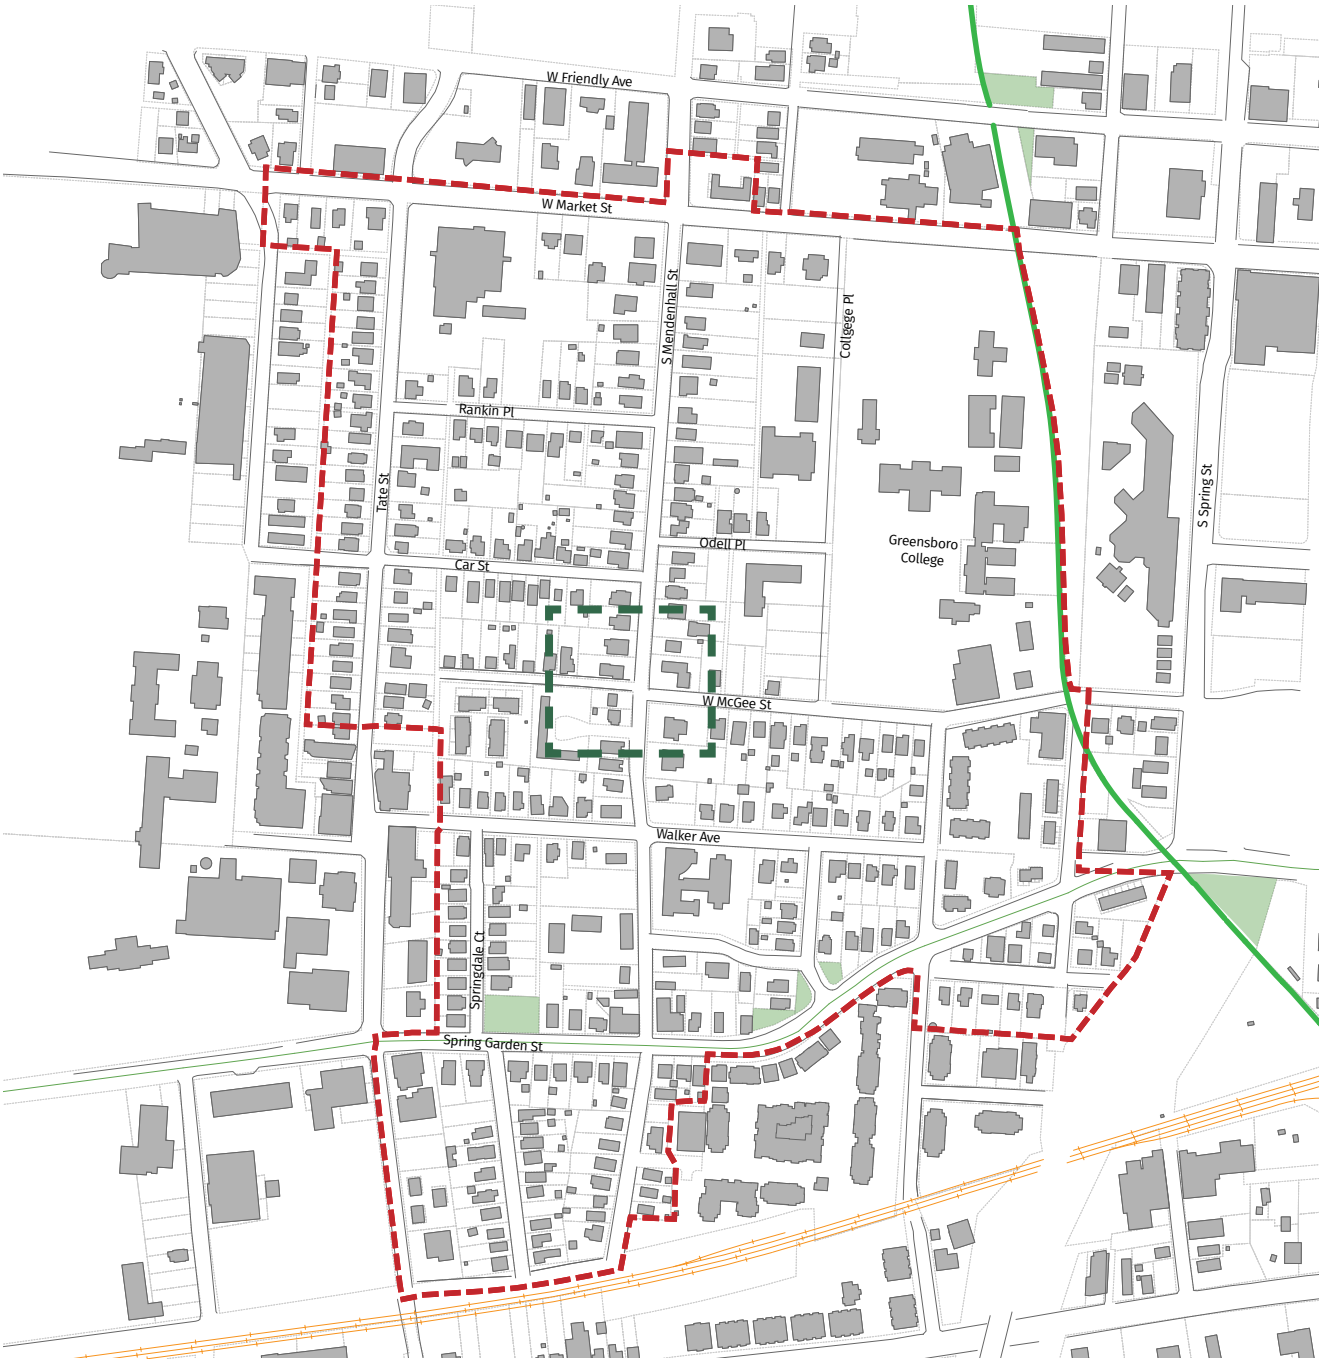 W Friendly Ave
W Market St
S Mendenhall St
College Pl
Rankin Pl
Tate St
S Spring St
Odell Pl
Greensboro
College
Car St
W McGee St
Walker Ave
Springdale Ct
Spring Garden St